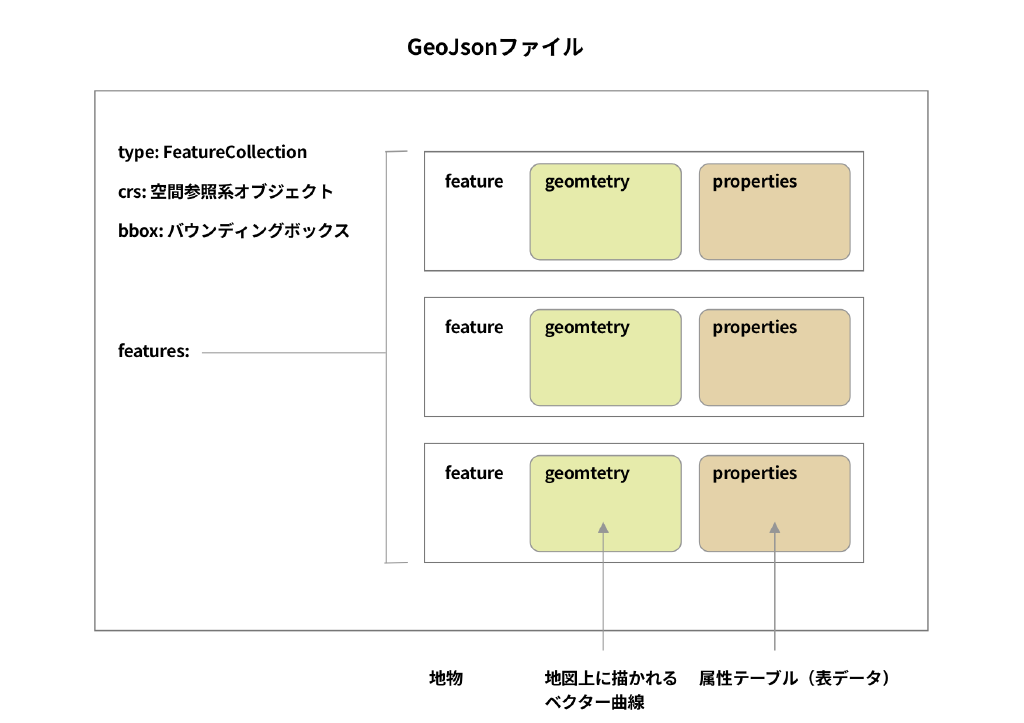 GeoJsonファイル
type: FeatureCollection
crs: 空間参照系オブジェクト
bbox: バウンディングボックス
features:
feature geomtetry properties
feature geomtetry properties
feature geomtetry properties
地物 地図上に描かれる 属性テーブル（表データ）
ベクター曲線